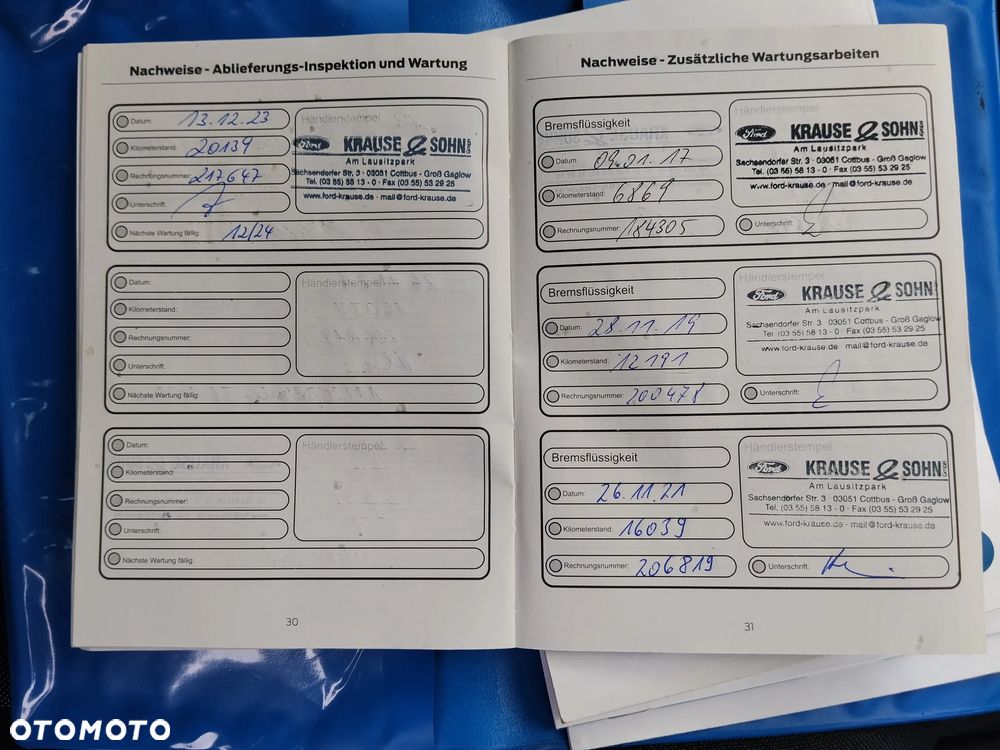 Nachweise - Ablieferungs-Inspektion und Wartung
Datum: 13.12.23
Kilometerstand: 20139
Rechnungsnummer: 217647
Unterschrift:
Nächste Wartung fällig: 12/24
Händlerstempel
Ford KRAUSE & SOHN GMBH
Am Lausitzpark
Sachsendorfer Str. 3 · 03051 Cottbus - Groß Gaglow
Tel. (03 55) 58 13 - 0 · Fax (03 55) 53 29 25
www.ford-krause.de · mail@ford-krause.de
Datum:
Kilometerstand:
Rechnungsnummer:
Unterschrift:
Nächste Wartung fällig:
Händlerstempel
Datum:
Kilometerstand:
Rechnungsnummer:
Unterschrift:
Nächste Wartung fällig:
Händlerstempel
30
Nachweise - Zusätzliche Wartungsarbeiten
Bremsflüssigkeit
Datum: 09.01.17
Kilometerstand: 6869
Rechnungsnummer: 184305
Händlerstempel
Ford KRAUSE & SOHN GMBH
Am Lausitzpark
Sachsendorfer Str. 3 · 03051 Cottbus - Groß Gaglow
Tel. (03 55) 58 13 - 0 · Fax (03 55) 53 29 25
www.ford-krause.de · mail@ford-krause.de
Unterschrift:
Bremsflüssigkeit
Datum: 28.11.19
Kilometerstand: 12191
Rechnungsnummer: 200478
Händlerstempel
Ford KRAUSE & SOHN GMBH
Am Lausitzpark
Sachsendorfer Str. 3 · 03051 Cottbus - Groß Gaglow
Tel. (03 55) 58 13 - 0 · Fax (03 55) 53 29 25
www.ford-krause.de mail@ford-krause.de
Unterschrift:
Bremsflüssigkeit
Datum: 26.11.21
Kilometerstand: 16039
Rechnungsnummer: 206819
Händlerstempel
Ford KRAUSE & SOHN GMBH
Am Lausitzpark
Sachsendorfer Str. 3 · 03051 Cottbus - Groß Gaglow
Tel. (03 55) 58 13 - 0 · Fax (03 55) 53 29 25
www.ford-krause.de · mail@ford-krause.de
Unterschrift:
31
OTOMOTO